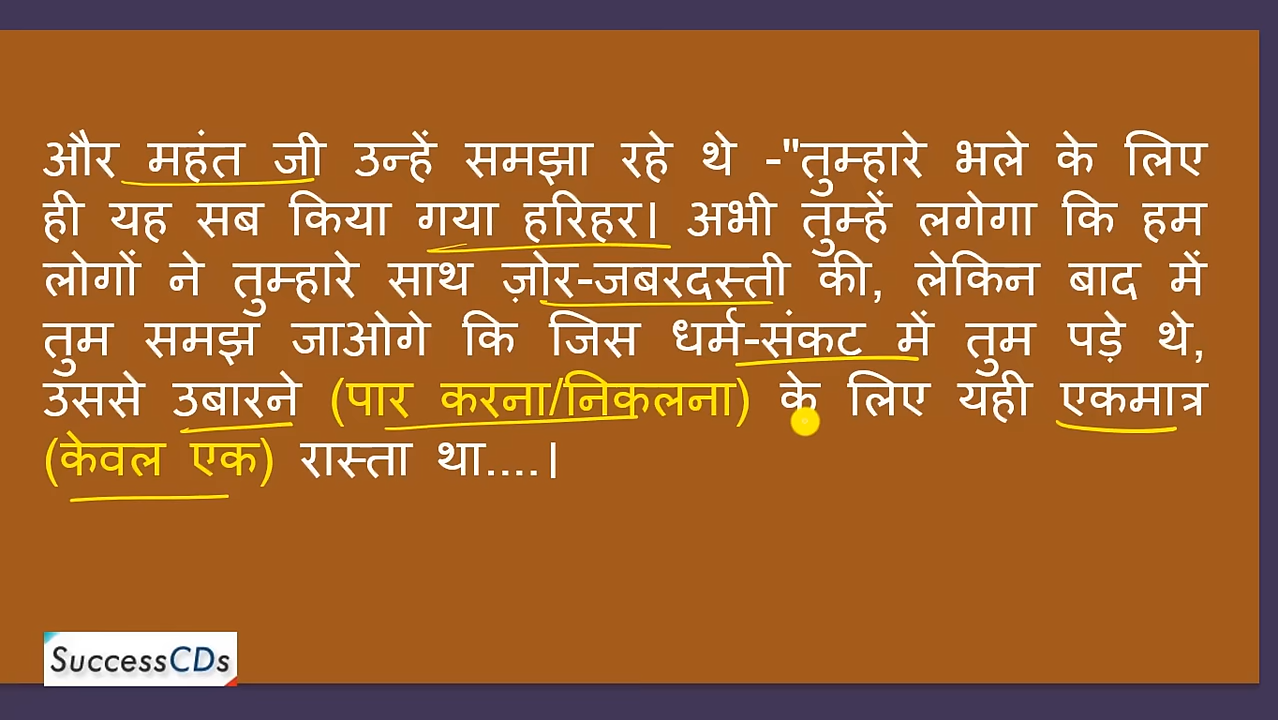 और महंत जी उन्हें समझा रहे थे -"तुम्हारे भले के लिए
ही यह सब किया गया हरिहर। अभी तुम्हें लगेगा कि हम
लोगों ने तुम्हारे साथ ज़ोर-जबरदस्ती की, लेकिन बाद में
तुम समझ जाओगे कि जिस धर्म-संकट में तुम पड़े थे,
उससे उबारने (पार करना/निकलना) के लिए यही एकमात्र
(केवल एक) रास्ता था....।
SuccessCDs